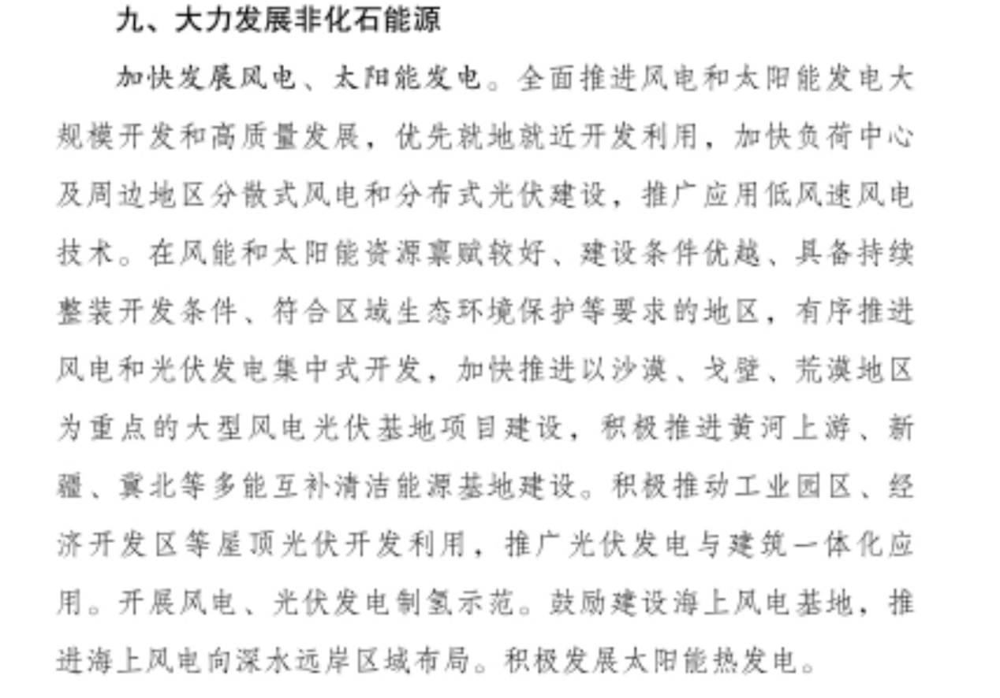 九、大力发展非化石能源
加快发展风电、太阳能发电。全面推进风电和太阳能发电大
规模开发和高质量发展，优先就地就近开发利用，加快负荷中心
及周边地区分散式风电和分布式光伏建设，推广应用低风速风电
技术。在风能和太阳能资源禀赋较好、建设条件优越、具备持续
整装开发条件、符合区域生态环境保护等要求的地区，有序推进
风电和光伏发电集中式开发，加快推进以沙漠、戈壁、荒漠地区
为重点的大型风电光伏基地项目建设，积极推进黄河上游、新
疆、冀北等多能互补清洁能源基地建设。积极推动工业园区、经
济开发区等屋顶光伏开发利用，推广光伏发电与建筑一体化应
用。开展风电、光伏发电制氢示范。鼓励建设海上风电基地，推
进海上风电向深水远岸区域布局。积极发展太阳能热发电。